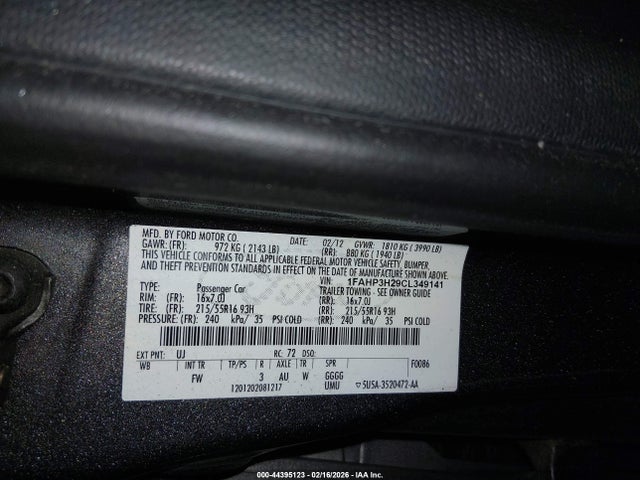 MFD. BY FORD MOTOR CO.
DATE: 02/12 GVWR: 1810 KG ( 3990 LB)
GAWR: (FR): 972 KG ( 2143 LB) (RR): 880 KG ( 1940 LB)
THIS VEHICLE CONFORMS TO ALL APPLICABLE FEDERAL MOTOR VEHICLE SAFETY, BUMPER,
AND THEFT PREVENTION STANDARDS IN EFFECT ON THE DATE OF MANUFACTURE SHOWN ABOVE.
VIN: 1FAHP3H29CL349141
TYPE: Passenger Car TRAILER TOWING - SEE OWNER GUIDE
RIM: (FR): 16x7.0J (RR): 16x7.0J
TIRE: (FR): 215/55R16 93H (RR): 215/55R16 93H
PRESSURE: (FR): 240 kPa/ 35 PSI COLD (RR): 240 kPa/ 35 PSI COLD
EXT PNT: UJ RC: 72 DSO: F0086
WB INT TR TP/PS R AXLE TR SPR
FW 3 AU W GGGG
1201202081217 UMU ▽5U5A-3520472-AA
000-44395123 - 02/16/2026 - IAA Inc.